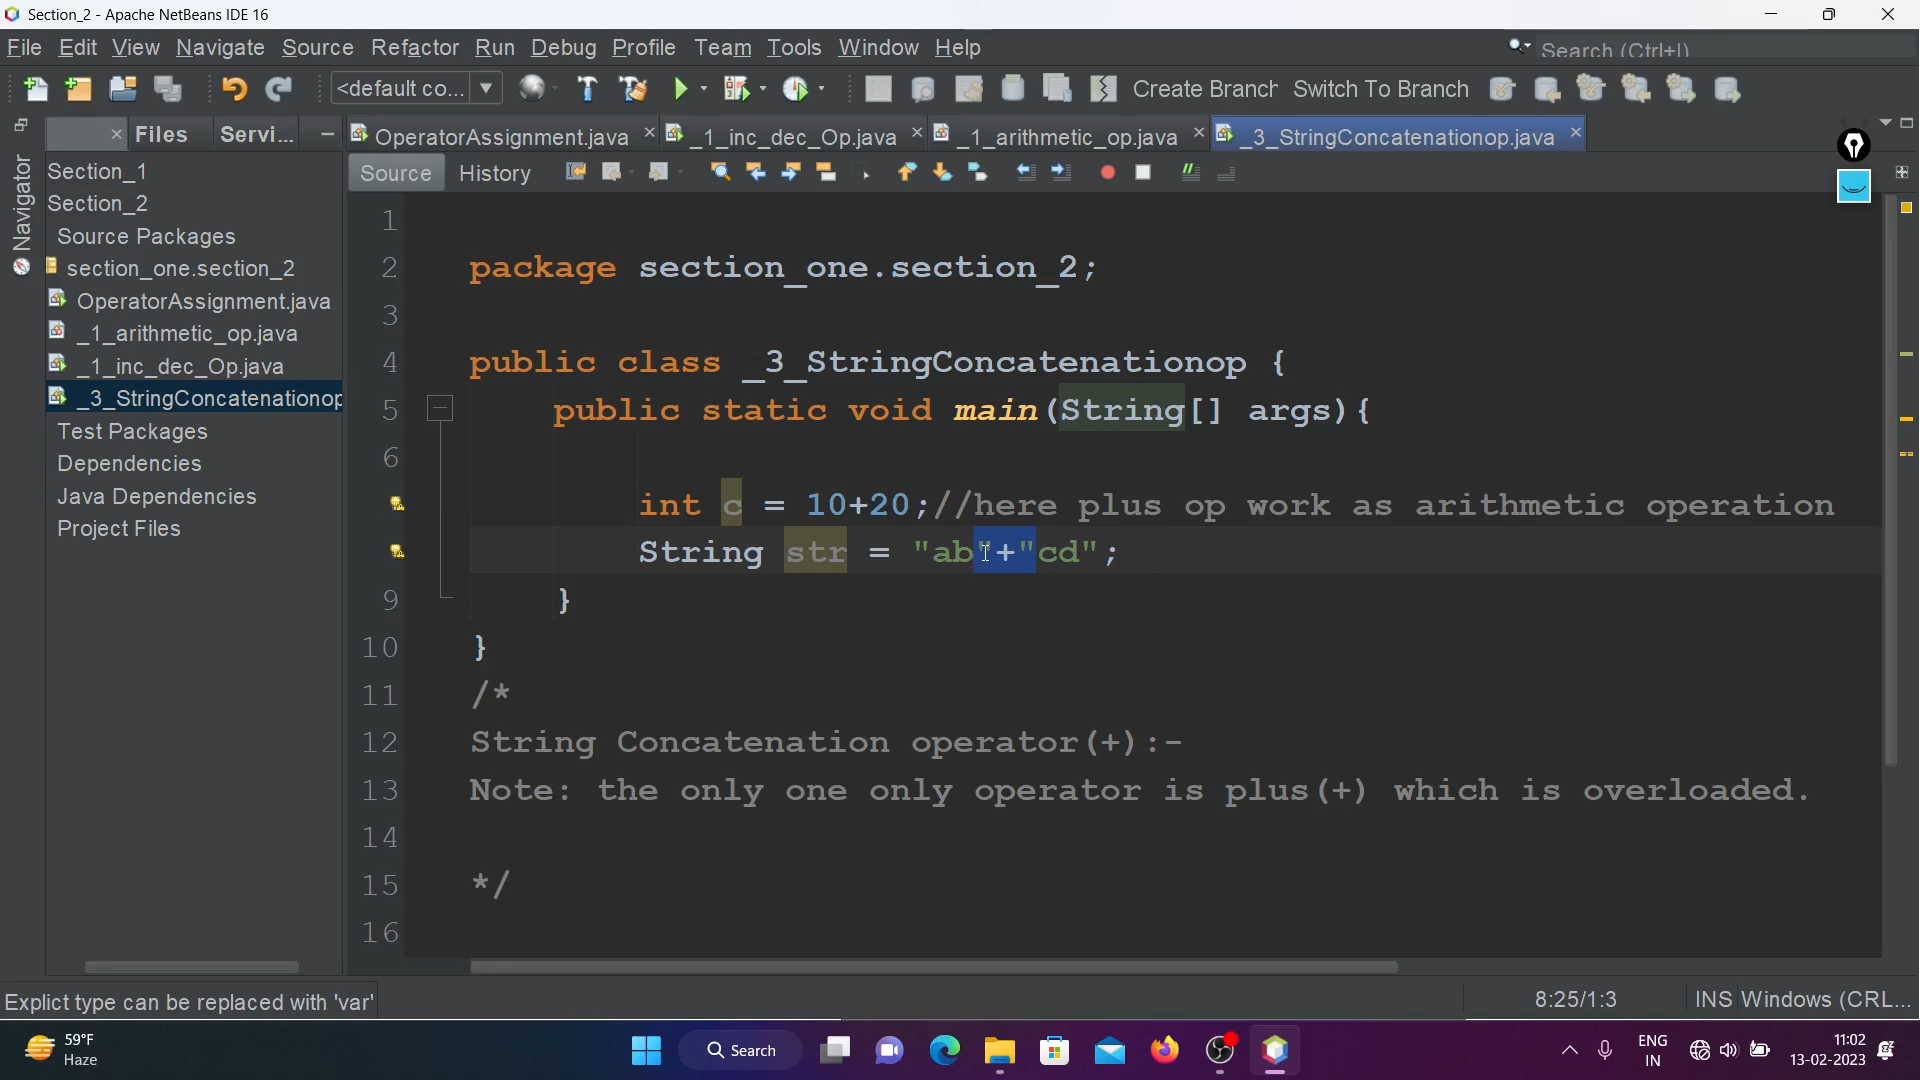 Section_2 - Apache NetBeans IDE 16
File Edit View Navigate Source Refactor Run Debug Profile Team Tools Window Help
Search (Ctrl+I)
<default co...
Create Branch Switch To Branch
Files
Servi...
OperatorAssignment.java
_1_inc_dec_Op.java
_1_arithmetic_op.java
_3_StringConcatenationop.java
Source
History
Navigator
Section_1
Section_2
Source Packages
section_one.section_2
OperatorAssignment.java
_1_arithmetic_op.java
_1_inc_dec_Op.java
_3_StringConcatenationop
Test Packages
Dependencies
Java Dependencies
Project Files
1
2 package section_one.section_2;
3
4 public class _3_StringConcatenationop {
5 public static void main(String[] args){
6
int c = 10+20;//here plus op work as arithmetic operation
String str = "ab"+"cd";
9 }
10 }
11 /*
12 String Concatenation operator(+):-
13 Note: the only one only operator is plus(+) which is overloaded.
14
15 */
16
Explict type can be replaced with 'var'
8:25/1:3
INS
Windows (CRL...
59°F
Haze
Search
ENG
IN
11:02
13-02-2023